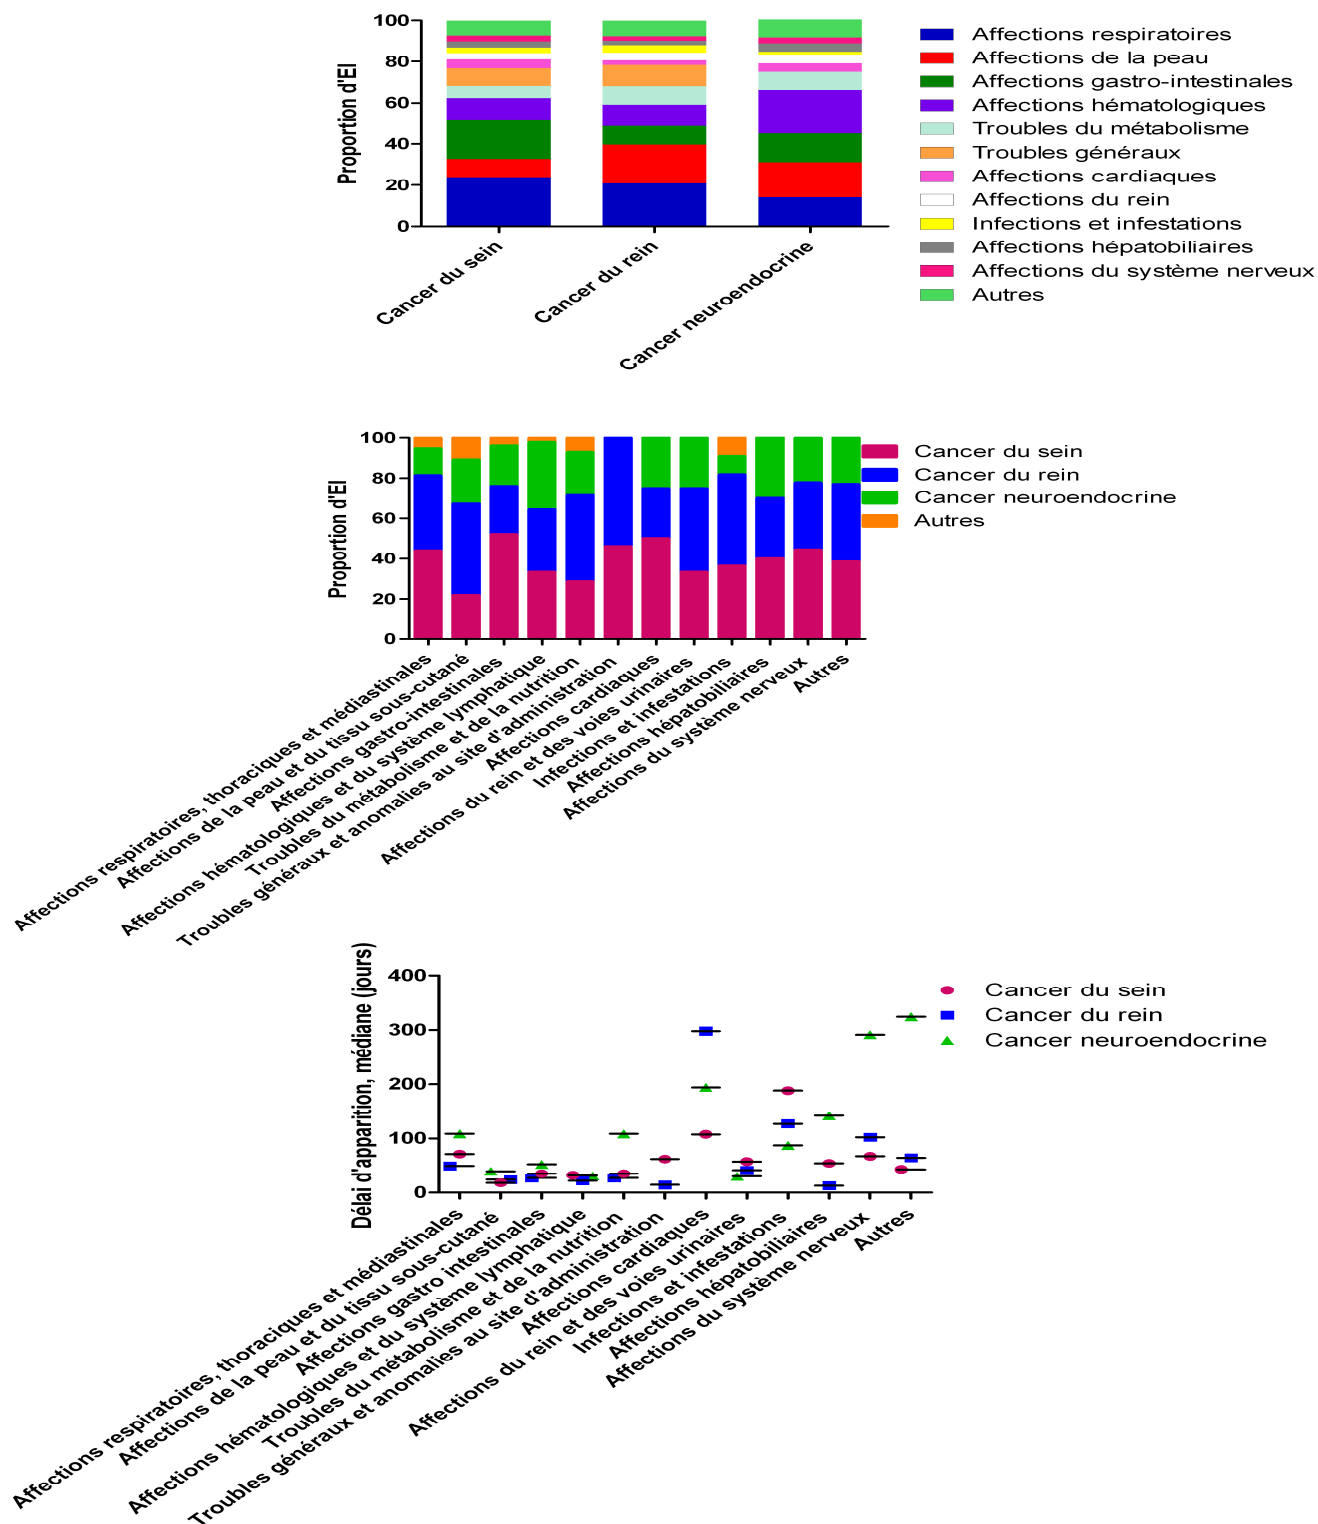 Proportion d'EI
100
80
60
40
20
0
Cancer du sein
Cancer du rein
Cancer neuroendocrine
Affections respiratoires
Affections de la peau
Affections gastro-intestinales
Affections hématologiques
Troubles du métabolisme
Troubles généraux
Affections cardiaques
Affections du rein
Infections et infestations
Affections hépatobiliaires
Affections du système nerveux
Autres
Proportion d'EI
100
80
60
40
20
0
Affections respiratoires, thoraciques et médiastinales
Affections de la peau et du tissu sous-cutané
Affections gastro-intestinales
Affections hématologiques et du système lymphatique
Troubles du métabolisme et de la nutrition
Troubles généraux et anomalies au site d'administration
Affections cardiaques
Affections du rein et des voies urinaires
Infections et infestations
Affections hépatobiliaires
Affections du système nerveux
Autres
Cancer du sein
Cancer du rein
Cancer neuroendocrine
Autres
Délai d'apparition, médiane (jours)
400
300
200
100
0
Affections respiratoires, thoraciques et médiastinales
Affections de la peau et du tissu sous-cutané
Affections gastro intestinales
Affections hématologiques et du système lymphatique
Troubles du métabolisme et de la nutrition
Troubles généraux et anomalies au site d'administration
Affections cardiaques
Affections du rein et des voies urinaires
Infections et infestations
Affections hépatobiliaires
Affections du système nerveux
Autres
Cancer du sein
Cancer du rein
Cancer neuroendocrine